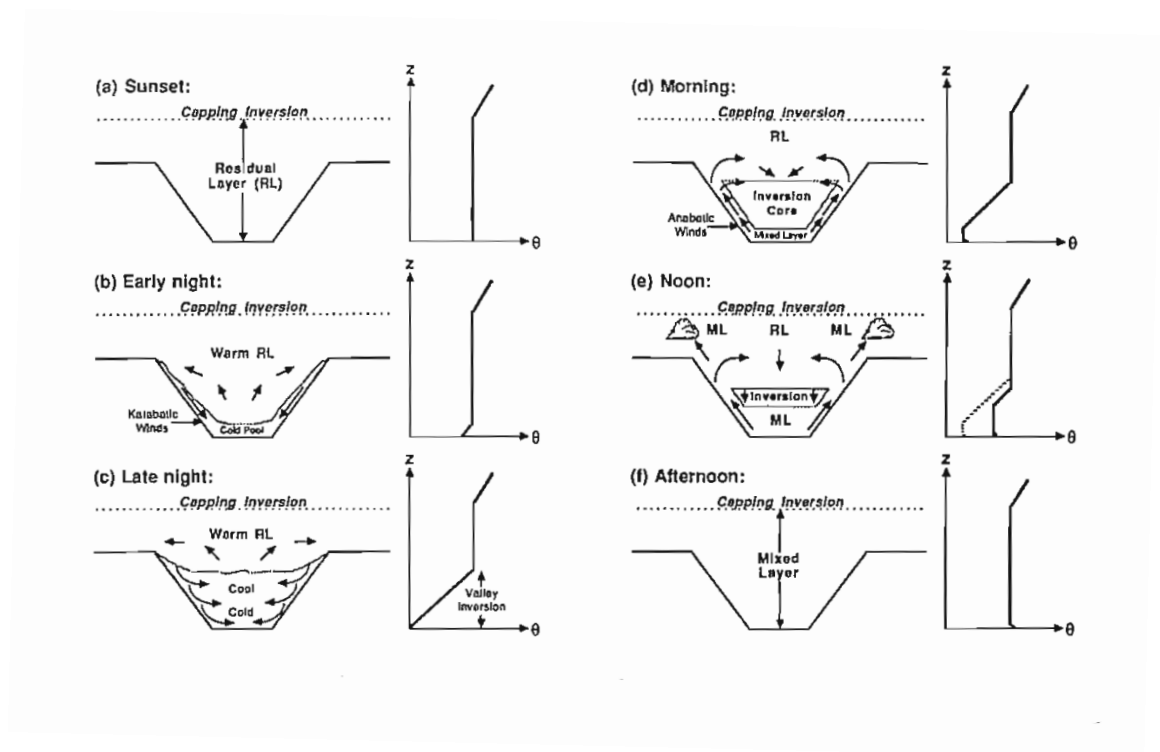 (a) Sunset:
Capping Inversion
Residual
Layer (RL)
Z
θ
(b) Early night:
Capping Inversion
Warm RL
Katabatic
Winds
Cold Pool
Z
θ
(c) Late night:
Capping Inversion
Warm RL
Cool
Cold
Z
Valley
Inversion
θ
(d) Morning:
Capping Inversion
RL
Inversion
Core
Anabatic
Winds
Mixed Layer
Z
θ
(e) Noon:
Capping Inversion
ML RL ML
Inversion
ML
Z
θ
(f) Afternoon:
Capping Inversion
Mixed
Layer
Z
θ